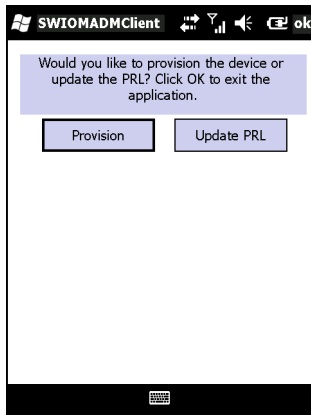 SWIOMADMClient ok
Would you like to provision the device or
update the PRL? Click OK to exit the
application.
Provision Update PRL